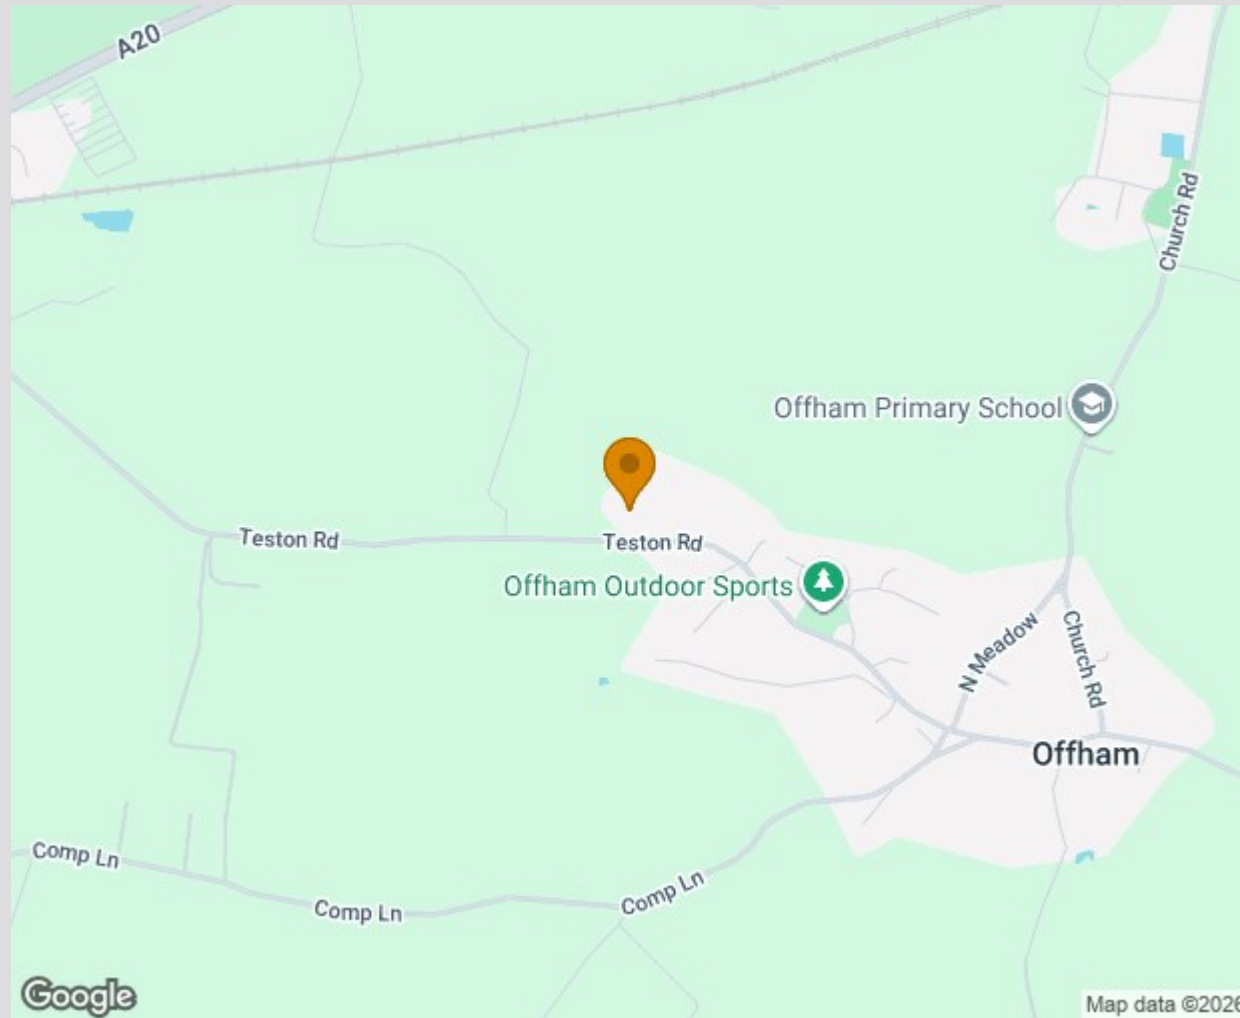 A20
Church Rd
Offham Primary School
Teston Rd
Teston Rd
Offham Outdoor Sports
N Meadow
Church Rd
Offham
Comp Ln
Comp Ln
Comp Ln
Google
Map data ©2026